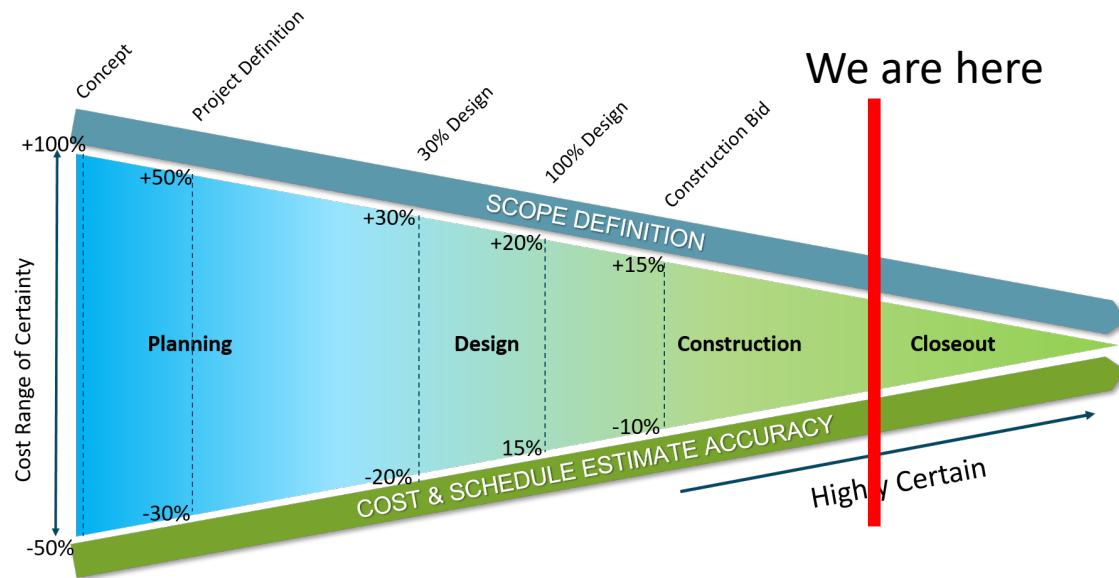 We are here
Concept
Project Definition
30% Design
100% Design
Construction Bid
+100%
+50%
+30%
+20%
+15%
SCOPE DEFINITION
Cost Range of Certainty
Planning
Design
Construction
Closeout
-10%
15%
-20%
-30%
-50%
COST & SCHEDULE ESTIMATE ACCURACY
Highly Certain